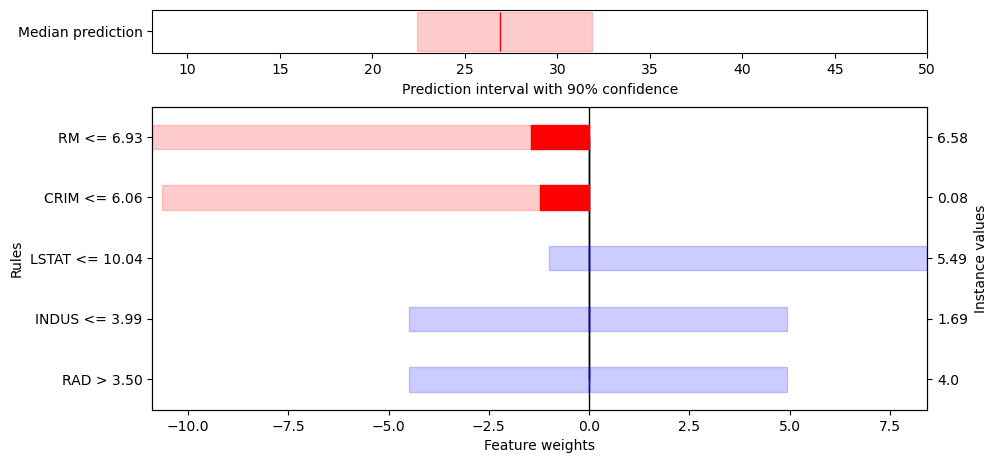 Median prediction
10 15 20 25 30 35 40 45 50
Prediction interval with 90% confidence
RM <= 6.93 6.58
CRIM <= 6.06 0.08
LSTAT <= 10.04 5.49
INDUS <= 3.99 1.69
RAD > 3.50 4.0
Rules
Instance values
−10.0 −7.5 −5.0 −2.5 0.0 2.5 5.0 7.5
Feature weights